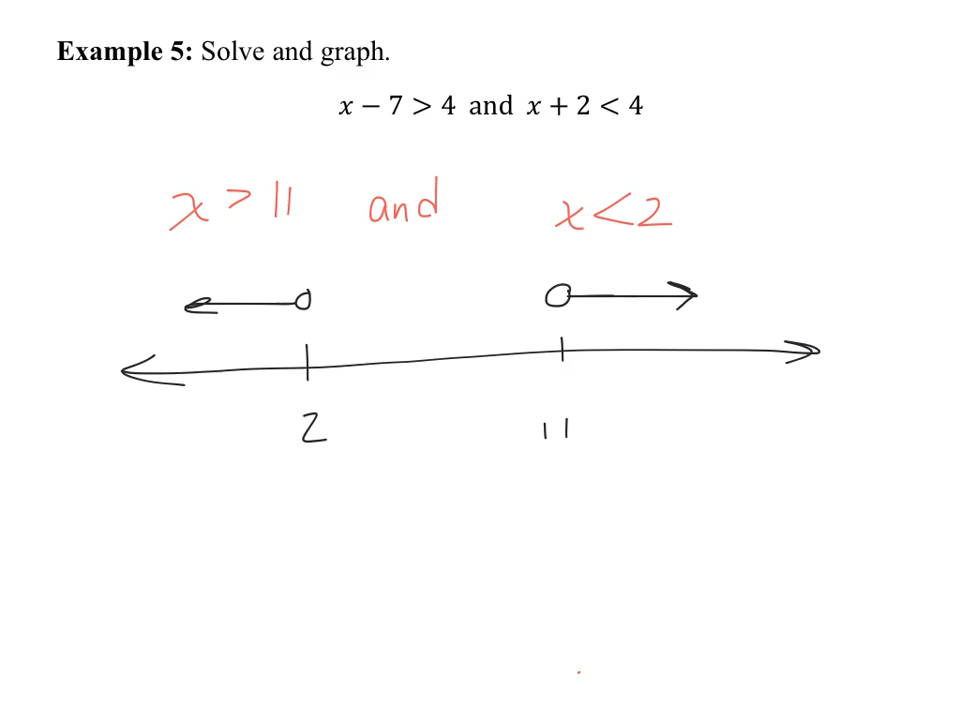 Example 5: Solve and graph.
x − 7 > 4 and x + 2 < 4
x > 11 and x < 2
2 11